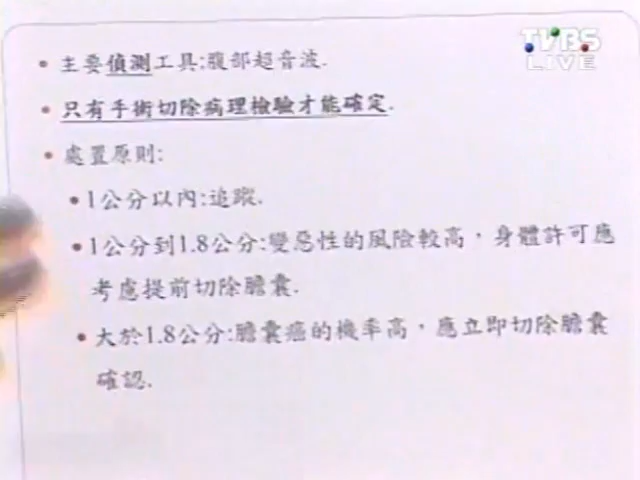 TVBS
LIVE
• 主要偵測工具:腹部超音波.
• 只有手術切除病理檢驗才能確定.
• 處置原則:
• 1公分以內:追蹤.
• 1公分到1.8公分:變惡性的風險較高，身體許可應
考慮提前切除膽囊.
• 大於1.8公分:膽囊癌的機率高，應立即切除膽囊
確認.